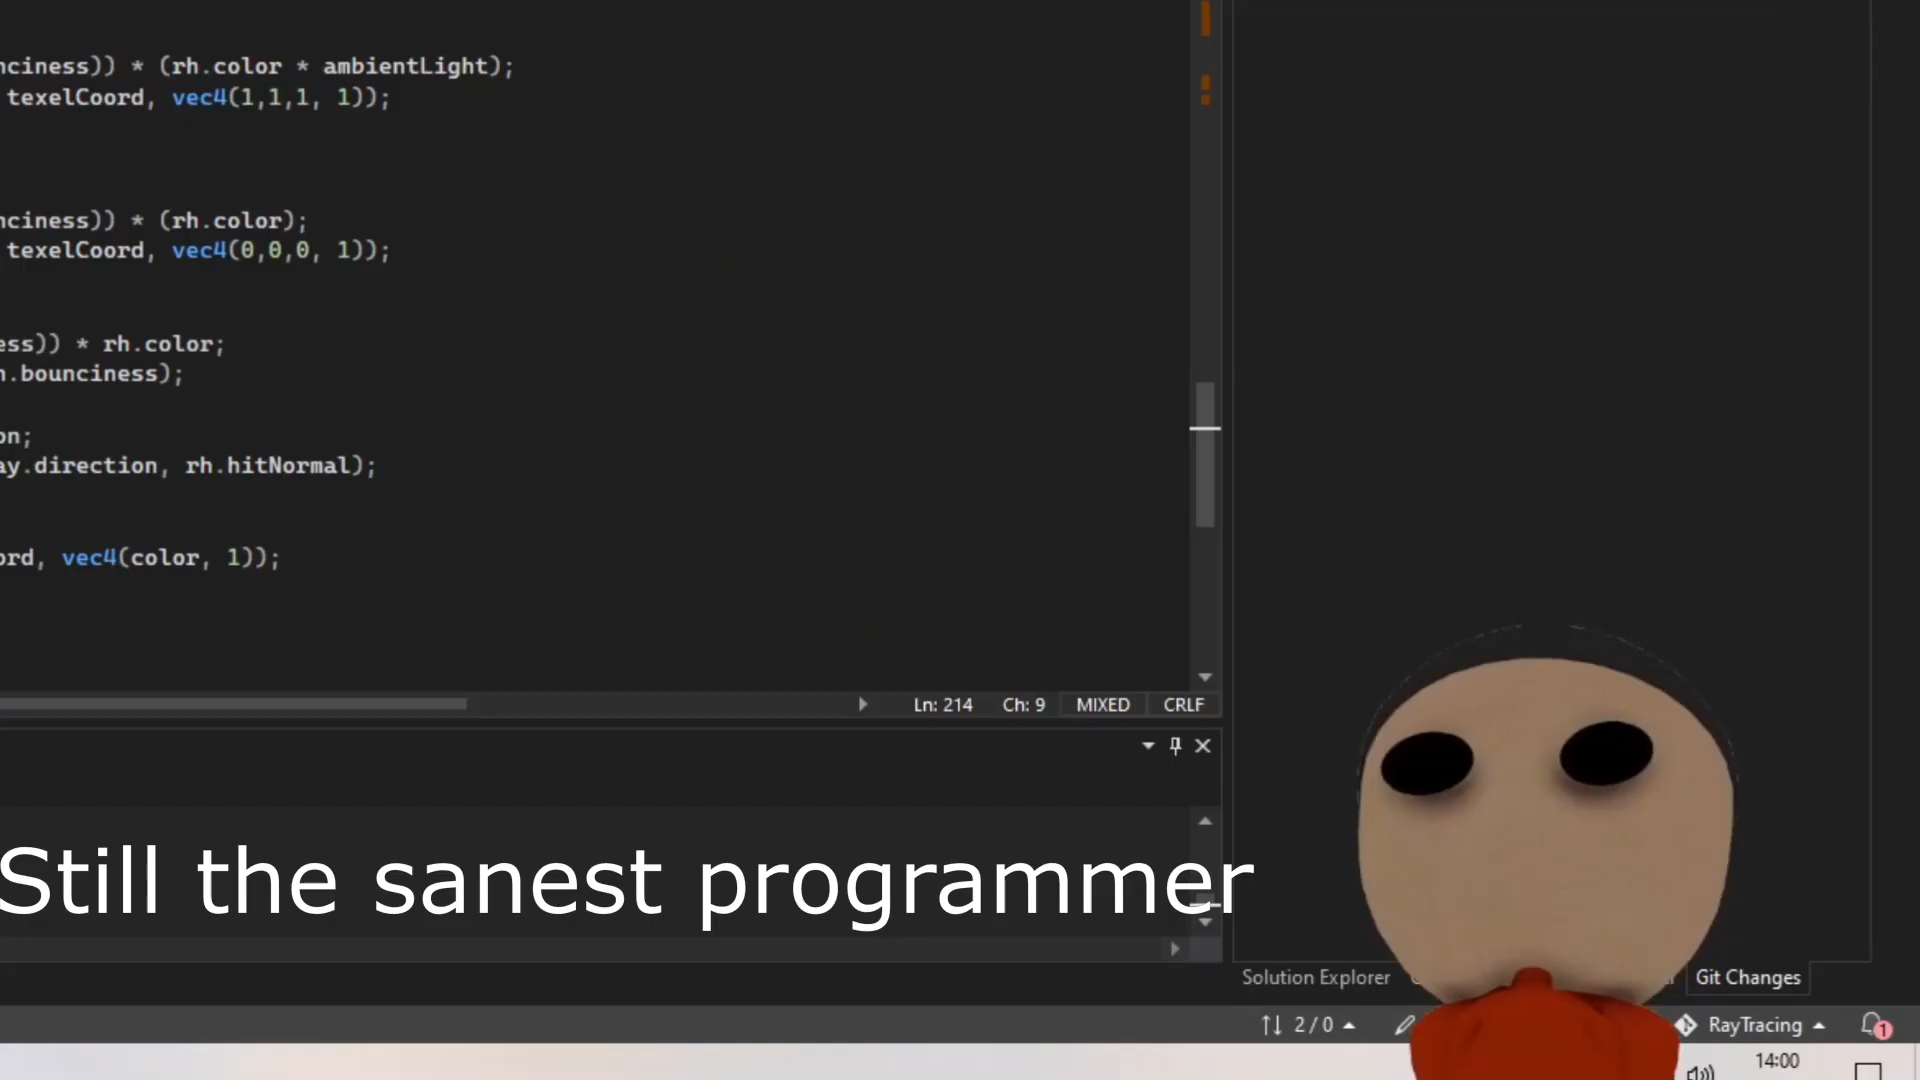 nciness)) * (rh.color * ambientLight);
texelCoord, vec4(1,1,1, 1));
nciness)) * (rh.color);
texelCoord, vec4(0,0,0, 1));
ess)) * rh.color;
h.bounciness);
on;
ay.direction, rh.hitNormal);
ord, vec4(color, 1));
Ln: 214 Ch: 9 MIXED CRLF
Still the sanest programmer
Solution Explorer Git Changes
2 / 0 RayTracing 1
14:00